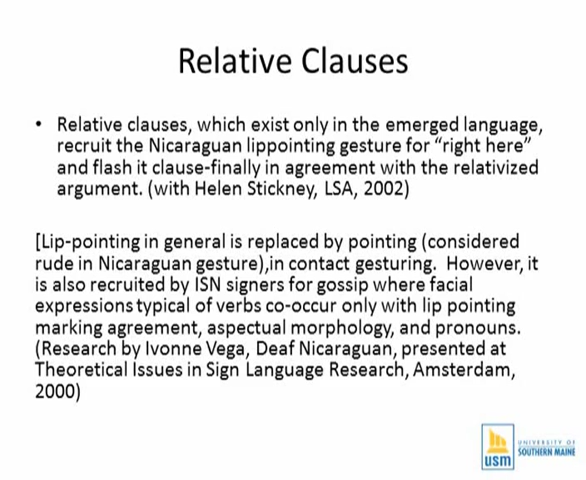 Relative Clauses
• Relative clauses, which exist only in the emerged language,
recruit the Nicaraguan lippointing gesture for “right here”
and flash it clause-finally in agreement with the relativized
argument. (with Helen Stickney, LSA, 2002)
[Lip-pointing in general is replaced by pointing (considered
rude in Nicaraguan gesture),in contact gesturing. However, it
is also recruited by ISN signers for gossip where facial
expressions typical of verbs co-occur only with lip pointing
marking agreement, aspectual morphology, and pronouns.
(Research by Ivonne Vega, Deaf Nicaraguan, presented at
Theoretical Issues in Sign Language Research, Amsterdam,
2000)
usm
UNIVERSITY OF
SOUTHERN MAINE